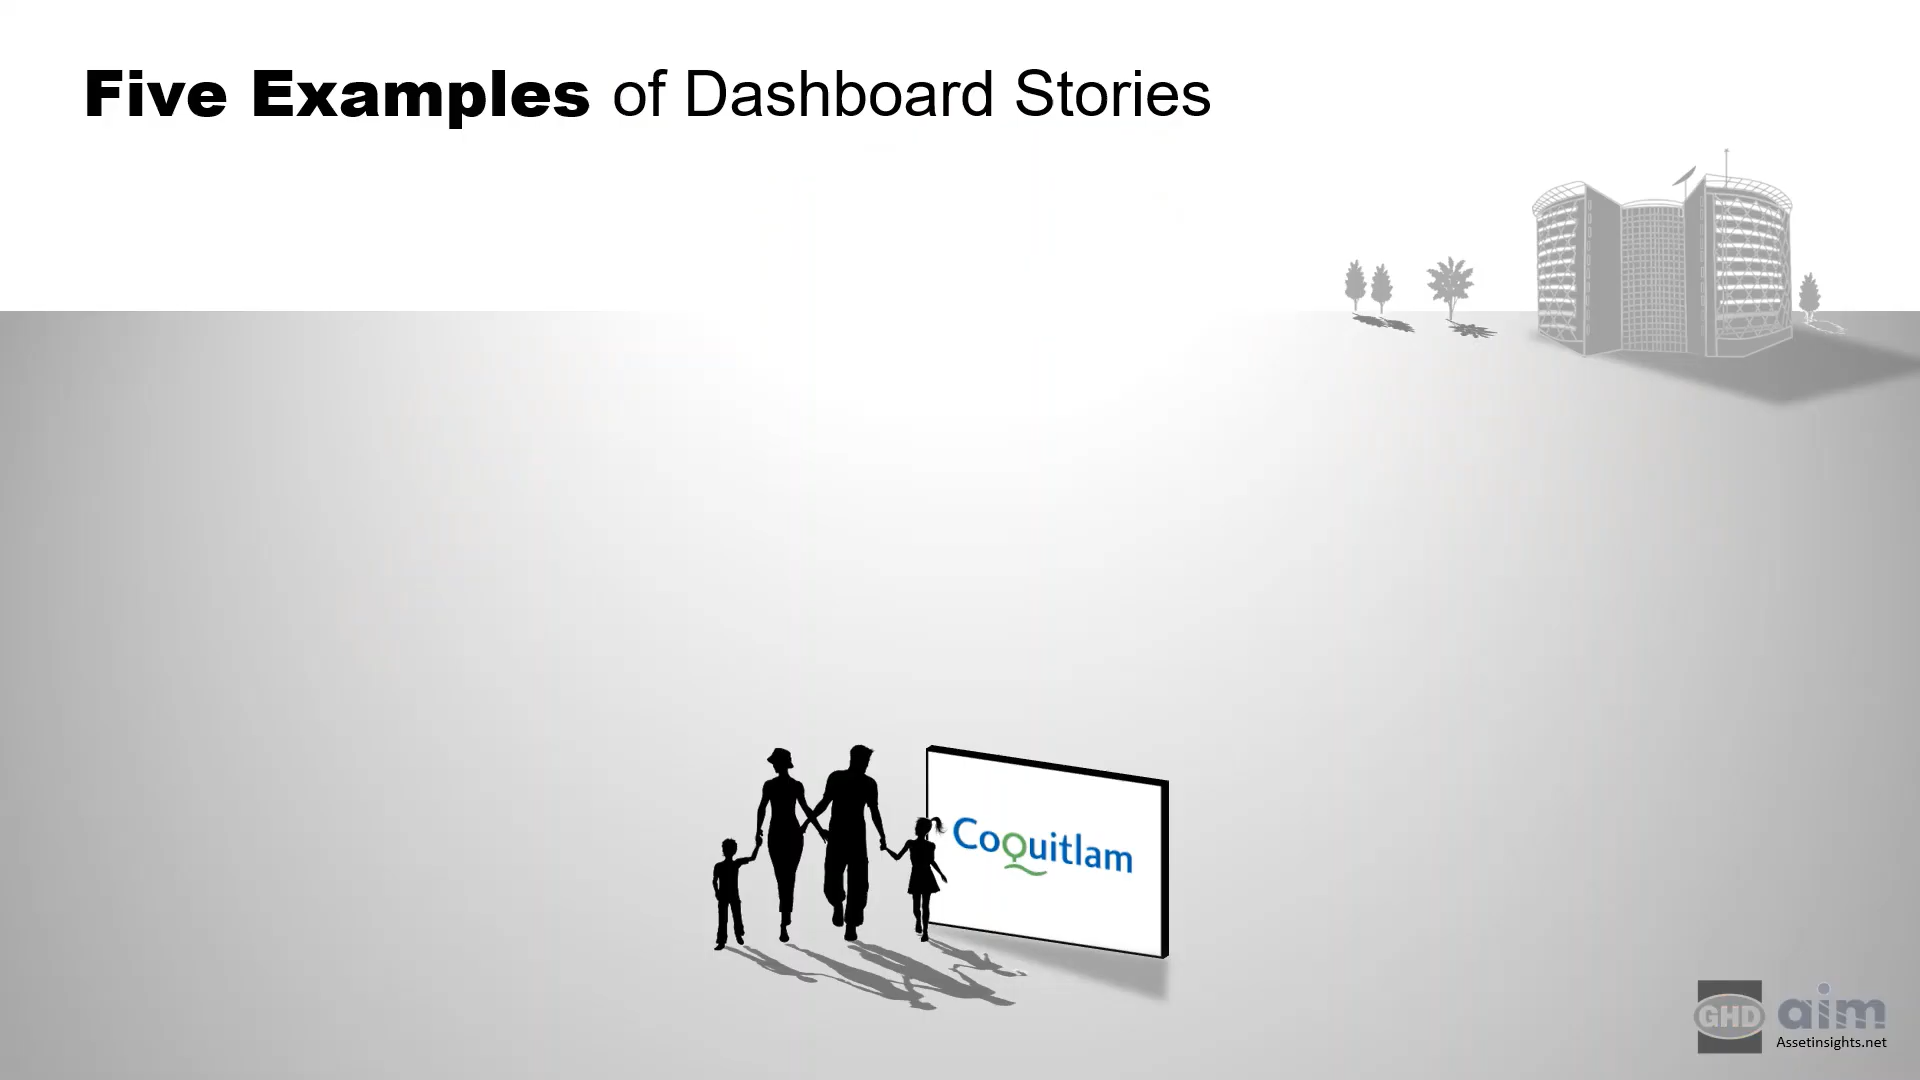 Five Examples of Dashboard Stories
Coquitlam
GHD
aim
Assetinsights.net